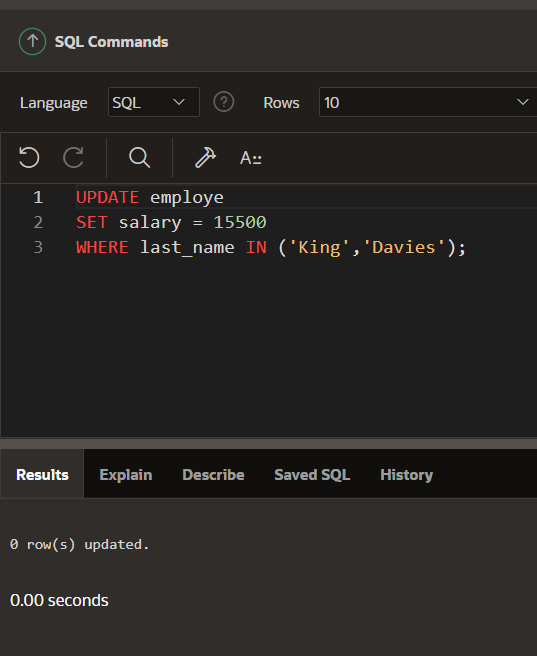 SQL Commands
Language SQL ? Rows 10
A::
1 UPDATE employe
2 SET salary = 15500
3 WHERE last_name IN ('King','Davies');
Results Explain Describe Saved SQL History
0 row(s) updated.
0.00 seconds